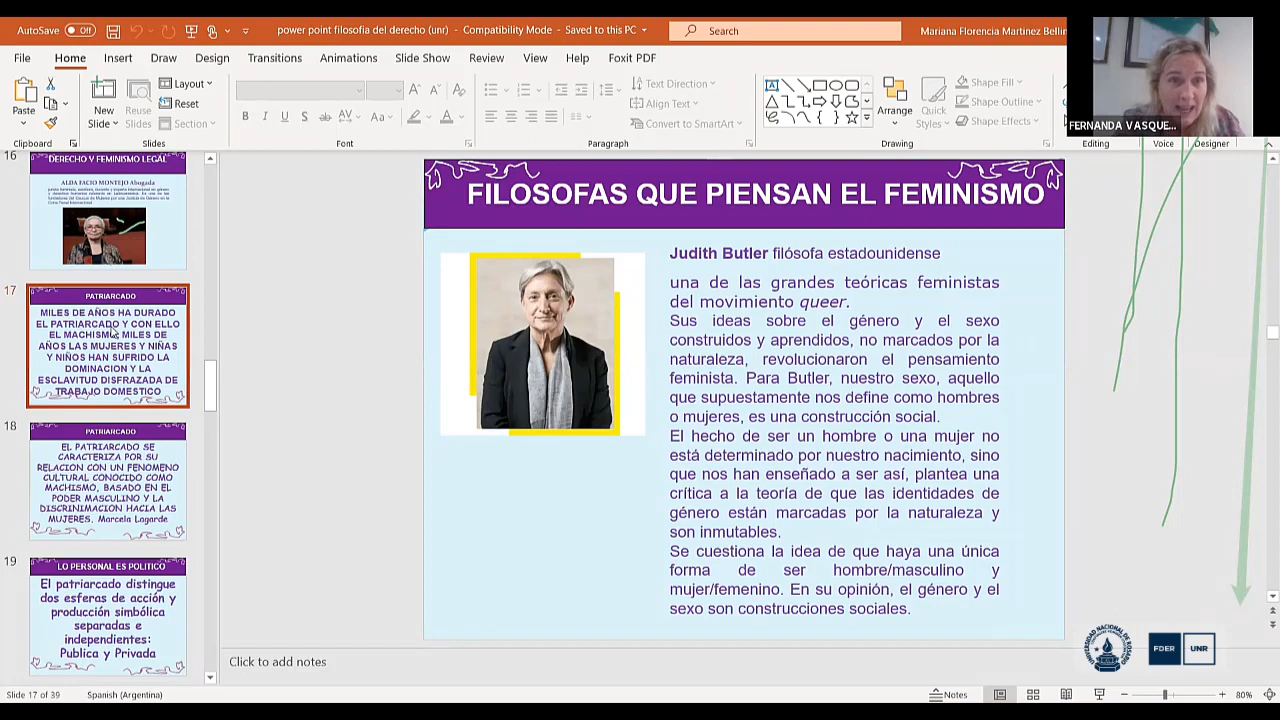 AutoSave Off
power point filosofia del derecho (unr) - Compatibility Mode - Saved to this PC
Search
Mariana Florencia Martinez Bellin
File Home Insert Draw Design Transitions Animations Slide Show Review View Help Foxit PDF
Paste
New Slide
Reuse Slides
Layout
Reset
Section
Text Direction
Align Text
Convert to SmartArt
Arrange
Quick Styles
Shape Fill
Shape Outline
Shape Effects
Clipboard Slides Font Paragraph Drawing Editing Voice Designer
FERNANDA VASQUE...
16
DERECHO Y FEMINISMO LEGAL
ALDA FACIO MONTEJO Abogada
17
PATRIARCADO
MILES DE AÑOS HA DURADO
EL PATRIARCADO Y CON ELLO
EL MACHISMO, MILES DE
AÑOS LAS MUJERES Y NIÑAS
Y NIÑOS HAN SUFRIDO LA
DOMINACION Y LA
ESCLAVITUD DISFRAZADA DE
TRABAJO DOMESTICO
18
PATRIARCADO
EL PATRIARCADO SE
CARACTERIZA POR SU
RELACION CON UN FENOMENO
CULTURAL CONOCIDO COMO
MACHISMO, BASADO EN EL
PODER MASCULINO Y LA
DISCRINIMACION HACIA LAS
MUJERES. Marcela Lagarde
19
LO PERSONAL ES POLITICO
El patriarcado distingue
dos esferas de acción y
producción simbólica
separadas e
independientes:
Publica y Privada
FILOSOFAS QUE PIENSAN EL FEMINISMO
Judith Butler filósofa estadounidense
una de las grandes teóricas feministas
del movimiento queer.
Sus ideas sobre el género y el sexo
construidos y aprendidos, no marcados por la
naturaleza, revolucionaron el pensamiento
feminista. Para Butler, nuestro sexo, aquello
que supuestamente nos define como hombres
o mujeres, es una construcción social.
El hecho de ser un hombre o una mujer no
está determinado por nuestro nacimiento, sino
que nos han enseñado a ser así, plantea una
crítica a la teoría de que las identidades de
género están marcadas por la naturaleza y
son inmutables.
Se cuestiona la idea de que haya una única
forma de ser hombre/masculino y
mujer/femenino. En su opinión, el género y el
sexo son construcciones sociales.
UNIVERSIDAD NACIONAL DE ROSARIO
FDER UNR
Click to add notes
Slide 17 of 39 Spanish (Argentina) Notes 80%